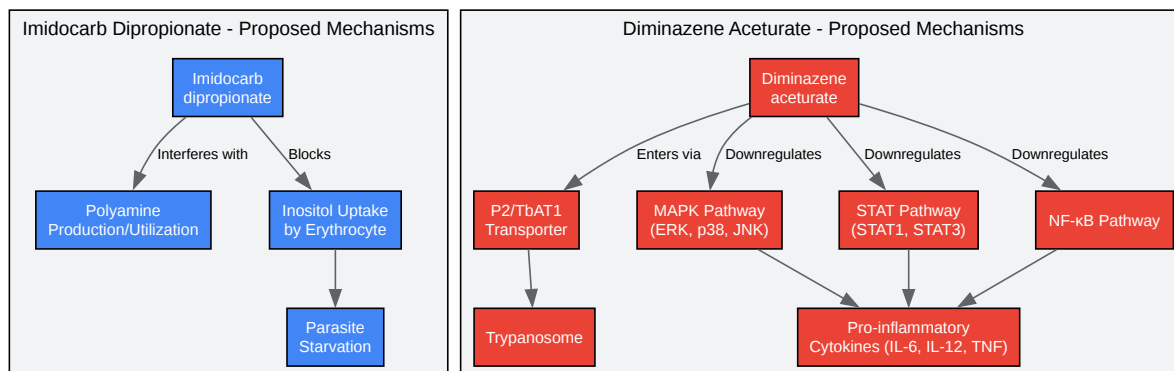 Imidocarb Dipropionate - Proposed Mechanisms
Imidocarb
dipropionate
Interferes with
Blocks
Polyamine
Production/Utilization
Inositol Uptake
by Erythrocyte
Parasite
Starvation
Diminazene Aceturate - Proposed Mechanisms
Diminazene
aceturate
Enters via
Downregulates
Downregulates
Downregulates
P2/TbAT1
Transporter
MAPK Pathway
(ERK, p38, JNK)
STAT Pathway
(STAT1, STAT3)
NF-κB Pathway
Trypanosome
Pro-inflammatory
Cytokines (IL-6, IL-12, TNF)